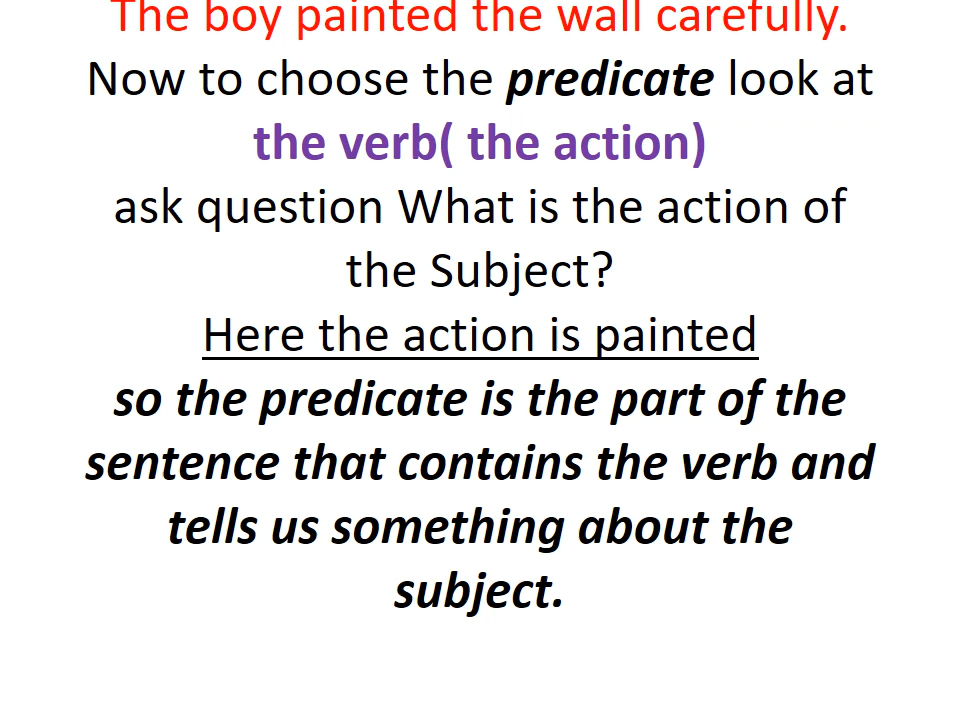 The boy painted the wall carefully.
Now to choose the predicate look at
the verb( the action)
ask question What is the action of
the Subject?
Here the action is painted
so the predicate is the part of the
sentence that contains the verb and
tells us something about the
subject.